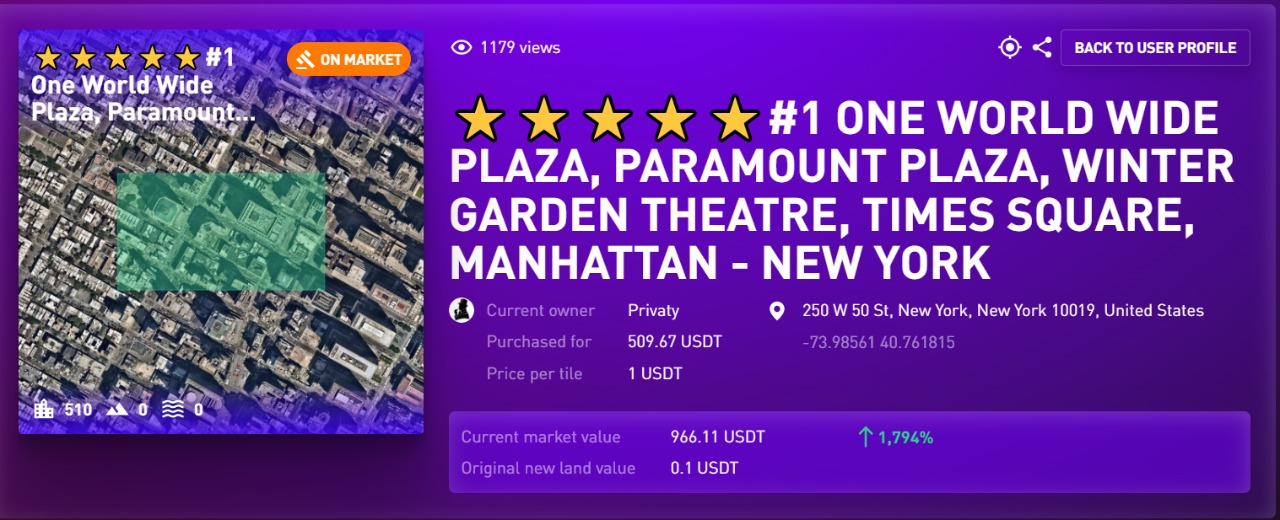 #1
ON MARKET
One World Wide
Plaza, Paramount...
510 0 0
1179 views
BACK TO USER PROFILE
#1 ONE WORLD WIDE
PLAZA, PARAMOUNT PLAZA, WINTER
GARDEN THEATRE, TIMES SQUARE,
MANHATTAN - NEW YORK
Current owner Privaty 250 W 50 St, New York, New York 10019, United States
Purchased for 509.67 USDT -73.98561 40.761815
Price per tile 1 USDT
Current market value 966.11 USDT 1,794%
Original new land value 0.1 USDT